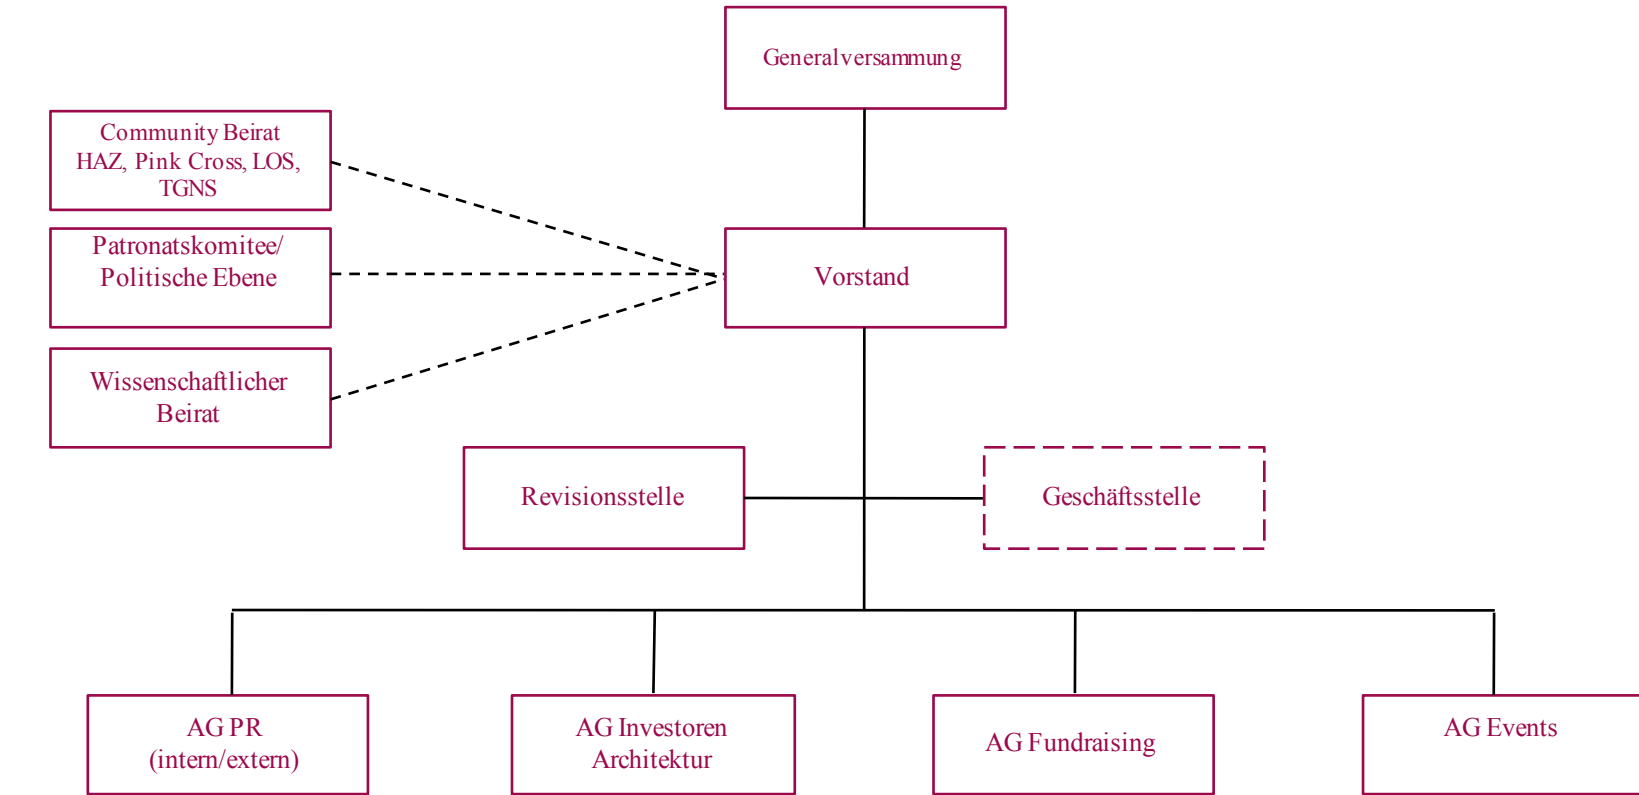 Generalversammung
Community Beirat
HAZ, Pink Cross, LOS,
TGNS
Patronatskomitee/
Politische Ebene
Vorstand
Wissenschaftlicher
Beirat
Revisionsstelle
Geschäftsstelle
AG PR
(intern/extern)
AG Investoren
Architektur
AG Fundraising
AG Events